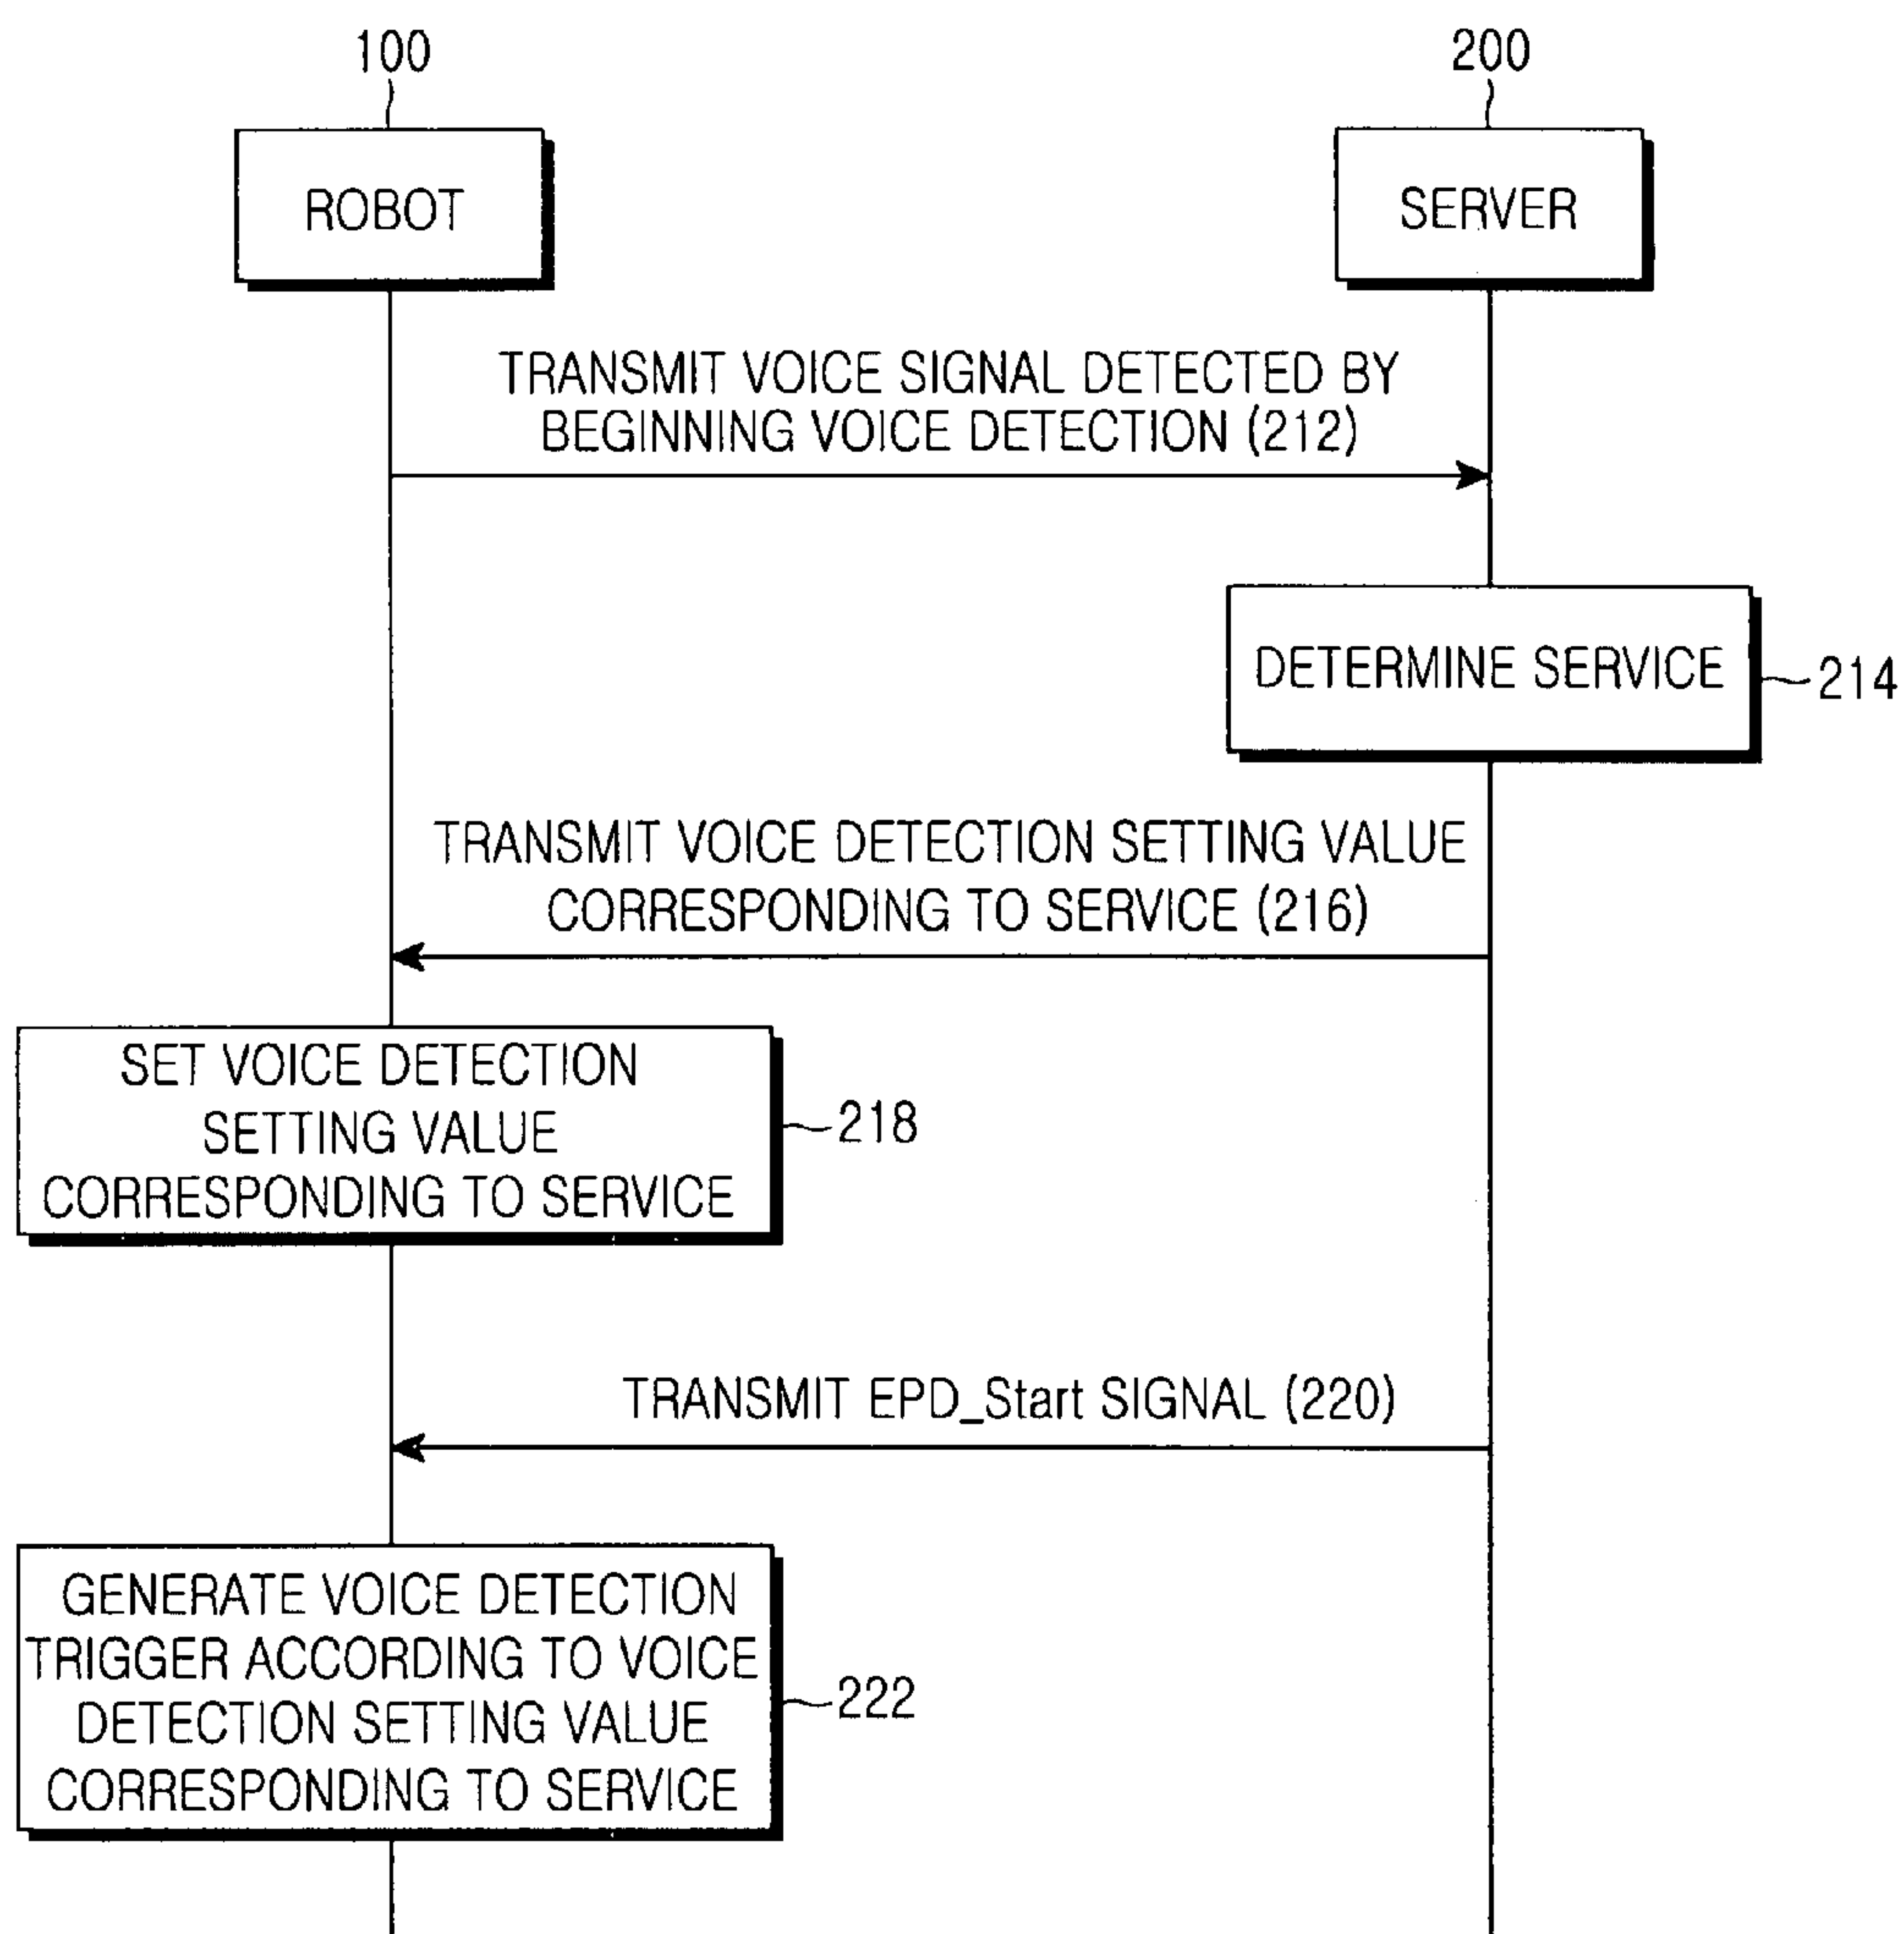 100
200
ROBOT
SERVER
TRANSMIT VOICE SIGNAL DETECTED BY
BEGINNING VOICE DETECTION (212)
DETERMINE SERVICE
214
TRANSMIT VOICE DETECTION SETTING VALUE
CORRESPONDING TO SERVICE (216)
SET VOICE DETECTION
SETTING VALUE
CORRESPONDING TO SERVICE
218
TRANSMIT EPD_Start SIGNAL (220)
GENERATE VOICE DETECTION
TRIGGER ACCORDING TO VOICE
DETECTION SETTING VALUE
CORRESPONDING TO SERVICE
222